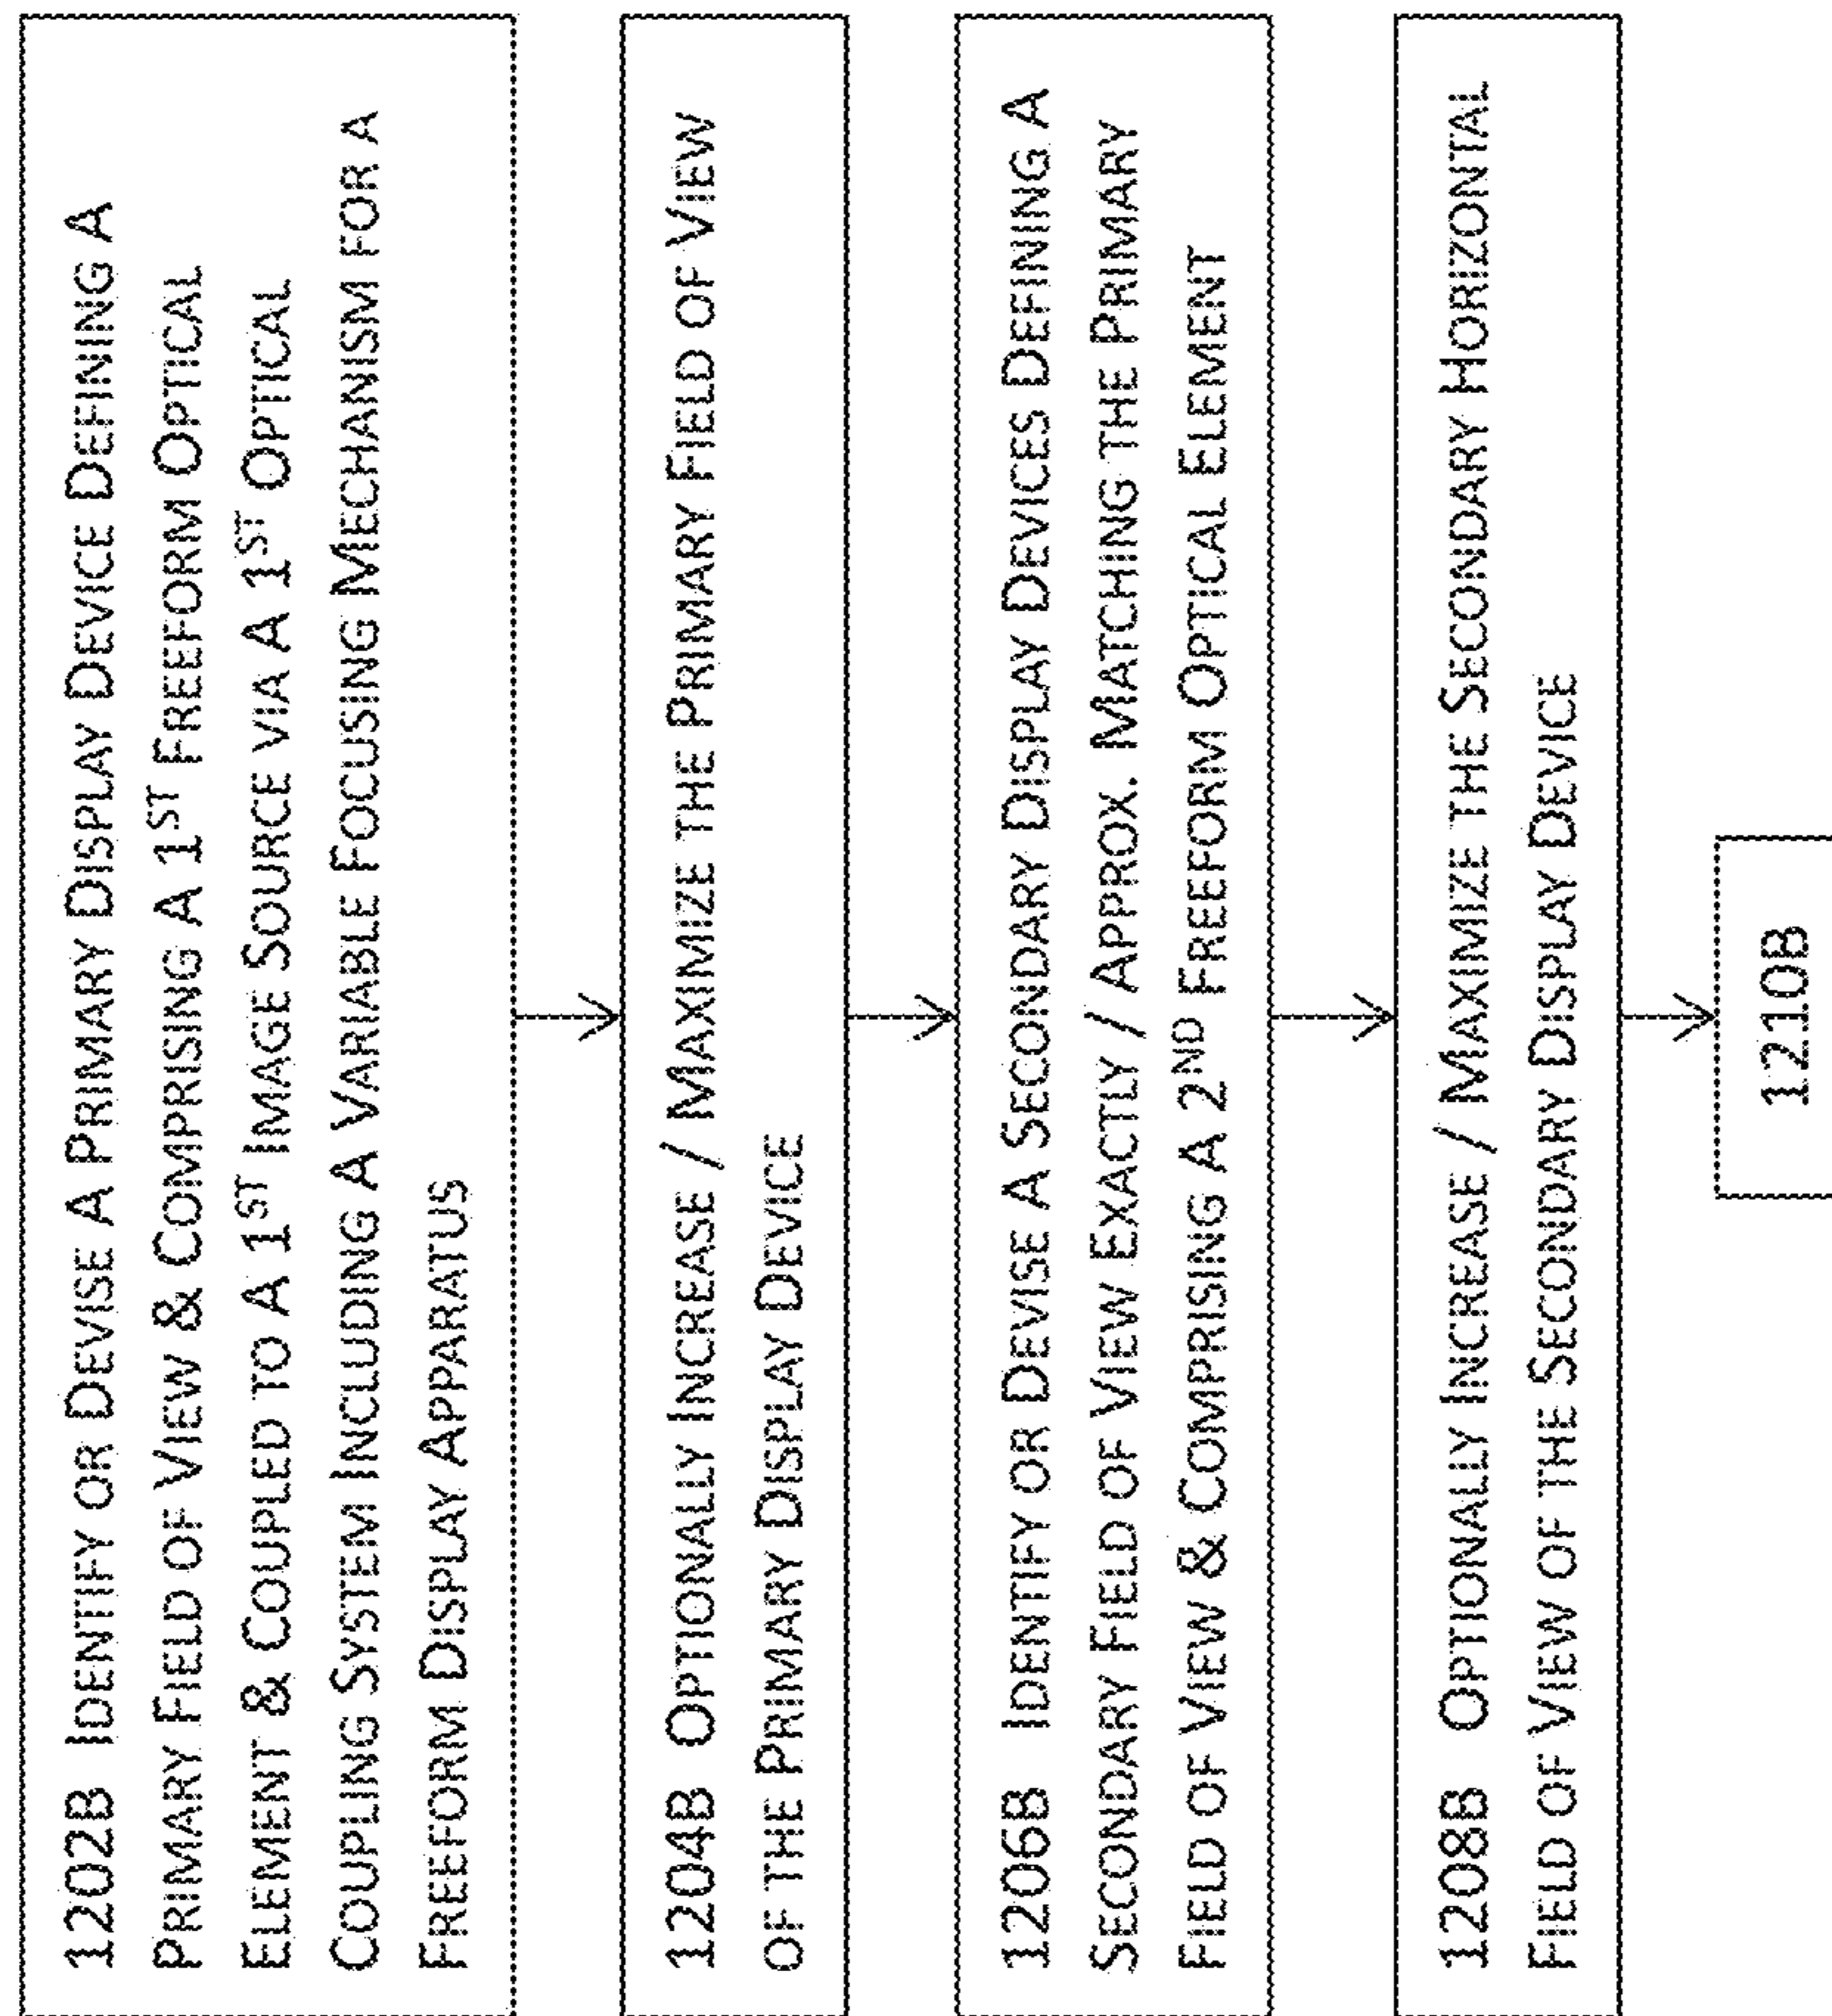 1202B IDENTIFY OR DEVISE A PRIMARY DISPLAY DEVICE DEFINING A
PRIMARY FIELD OF VIEW & COMPRISING A 1ST FREEFORM OPTICAL
ELEMENT & COUPLED TO A 1ST IMAGE SOURCE VIA A 1ST OPTICAL
COUPLING SYSTEM INCLUDING A VARIABLE FOCUSING MECHANISM FOR A
FREEFORM DISPLAY APPARATUS
1204B OPTIONALLY INCREASE / MAXIMIZE THE PRIMARY FIELD OF VIEW
OF THE PRIMARY DISPLAY DEVICE
1206B IDENTIFY OR DEVISE A SECONDARY DISPLAY DEVICES DEFINING A
SECONDARY FIELD OF VIEW EXACTLY / APPROX. MATCHING THE PRIMARY
FIELD OF VIEW & COMPRISING A 2ND FREEFORM OPTICAL ELEMENT
1208B OPTIONALLY INCREASE / MAXIMIZE THE SECONDARY HORIZONTAL
FIELD OF VIEW OF THE SECONDARY DISPLAY DEVICE
1210B